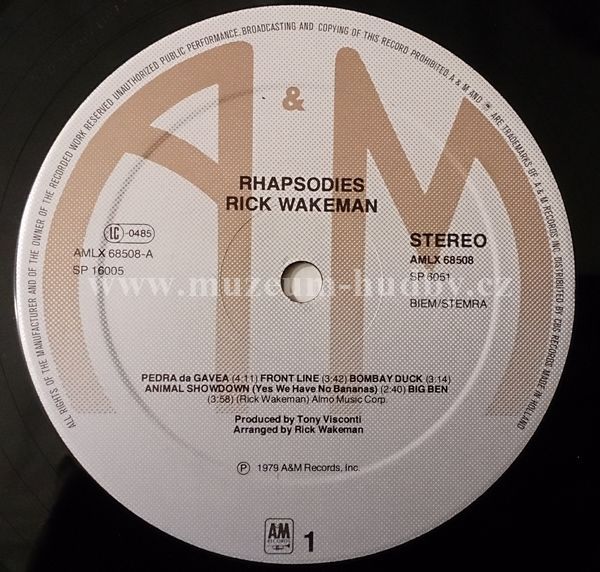 ALL RIGHTS OF THE MANUFACTURER AND OF THE OWNER OF THE RECORDED WORK RESERVED UNAUTHORIZED PUBLIC PERFORMANCE, BROADCASTING AND COPYING OF THIS RECORD PROHIBITED A & M AND ARE TRADEMARKS OF A & M RECORDS INC. DISTRIBUTED BY CBS RECORDS MADE IN HOLLAND
A & M
RHAPSODIES
RICK WAKEMAN
LC -0485
AMLX 68508-A
SP 16005
STEREO
AMLX 68508
SP 6051
BIEM/STEMRA
www.muzeum-hudby.cz
PEDRA da GAVEA (4:11) FRONT LINE (3:42) BOMBAY DUCK (3:14)
ANIMAL SHOWDOWN (Yes We Have No Bananas) (2:40) BIG BEN
(3:58) (Rick Wakeman) Almo Music Corp.
Produced by Tony Visconti
Arranged by Rick Wakeman
Ⓟ 1979 A&M Records, Inc.
A&M
RECORDS
1